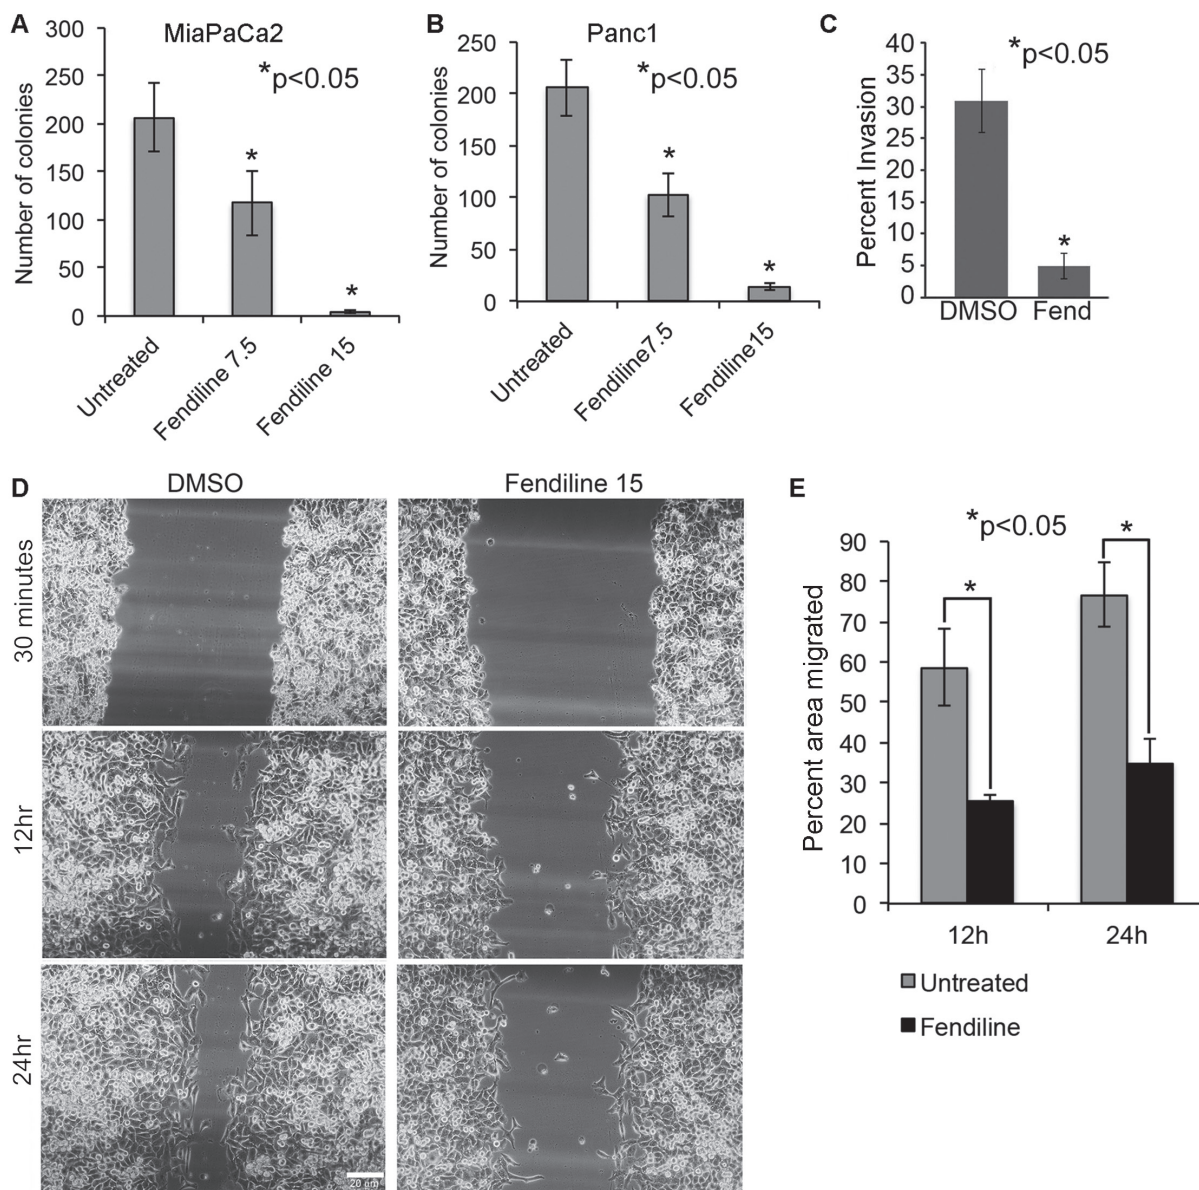 A
MiaPaCa2
*p<0.05
Number of colonies
300
250
200
150
100
50
0
*
*
Untreated
Fendiline 7.5
Fendiline 15
B
Panc1
*p<0.05
Number of colonies
250
200
150
100
50
0
*
*
Untreated
Fendiline7.5
Fendiline15
C
*p<0.05
Percent Invasion
40
35
30
25
20
15
10
5
0
*
DMSO
Fend
D
DMSO
Fendiline 15
30 minutes
12hr
24hr
20 µm
E
*p<0.05
Percent area migrated
90
80
70
60
50
40
30
20
10
0
*
*
12h
24h
Untreated
Fendiline